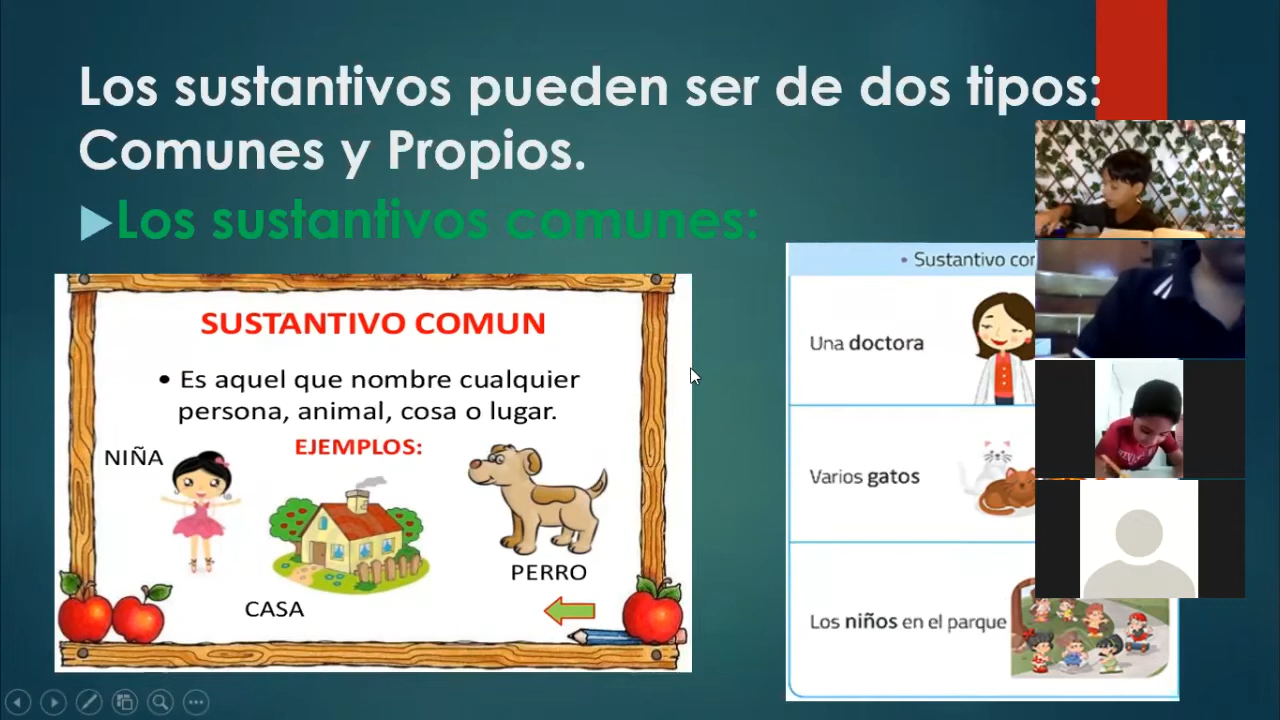 Los sustantivos pueden ser de dos tipos:
Comunes y Propios.
Los sustantivos comunes:
SUSTANTIVO COMUN
• Es aquel que nombre cualquier
persona, animal, cosa o lugar.
EJEMPLOS:
NIÑA
PERRO
CASA
• Sustantivo
Una doctora
Varios gatos
Los niños en el parque